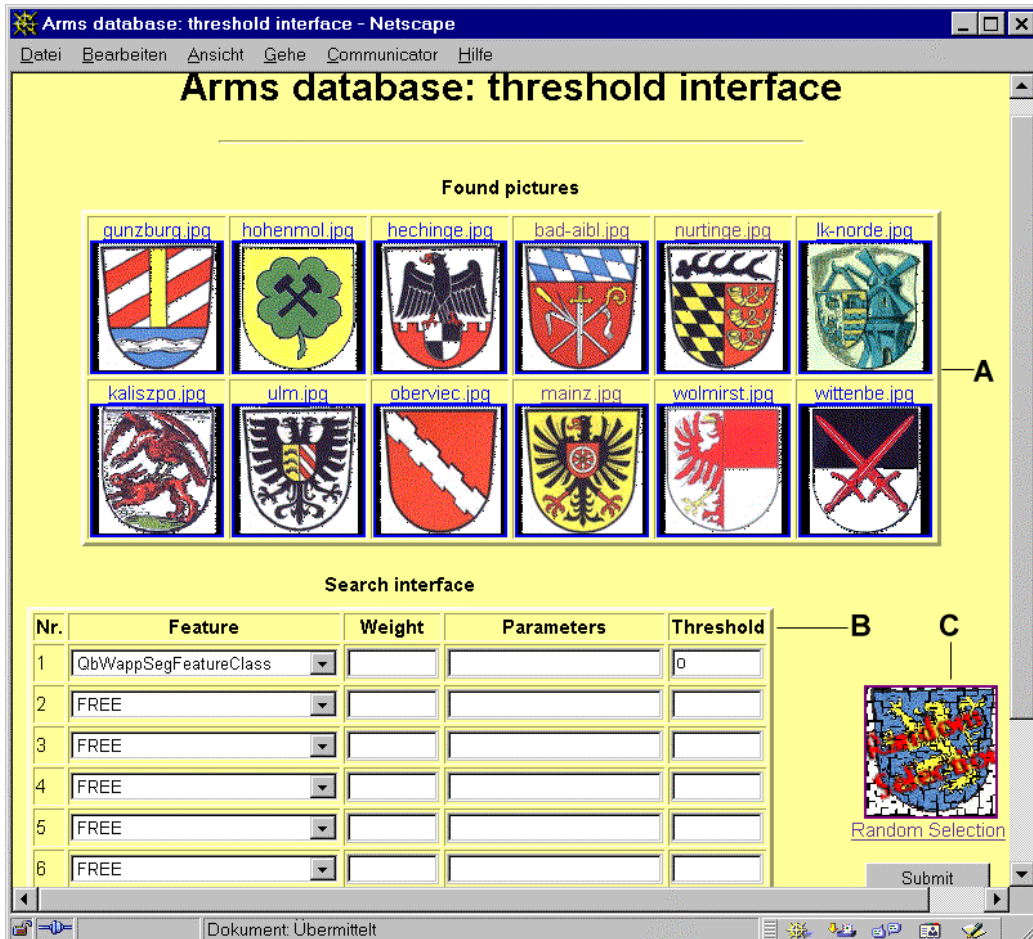 Arms database: threshold interface - Netscape
Datei Bearbeiten Ansicht Gehe Communicator Hilfe
Arms database: threshold interface
Found pictures
gunzburg.jpg hohenmol.jpg hechinge.jpg bad-aibl.jpg nurtinge.jpg lk-norde.jpg
A
kaliszpo.jpg ulm.jpg oberviec.jpg mainz.jpg wolmirst.jpg wittenbe.jpg
Search interface
Nr. Feature Weight Parameters Threshold
B C
1 QbWappSegFeatureClass 0
2 FREE
3 FREE
Random Selection
4 FREE
5 FREE
Random Selection
6 FREE
Submit
Dokument: Übermittelt